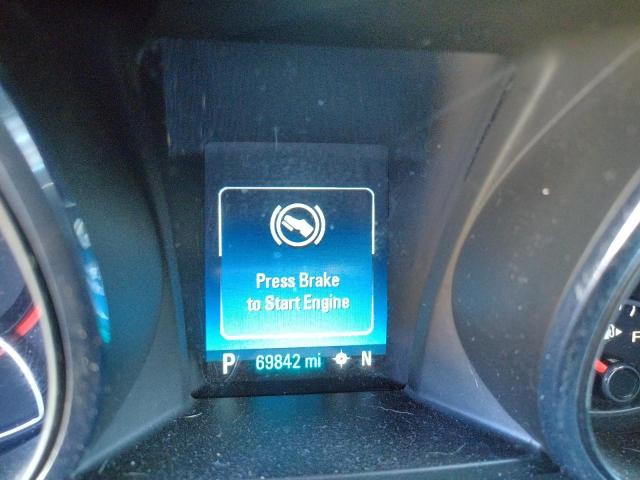 Press Brake
to Start Engine
P 69842 mi N
F